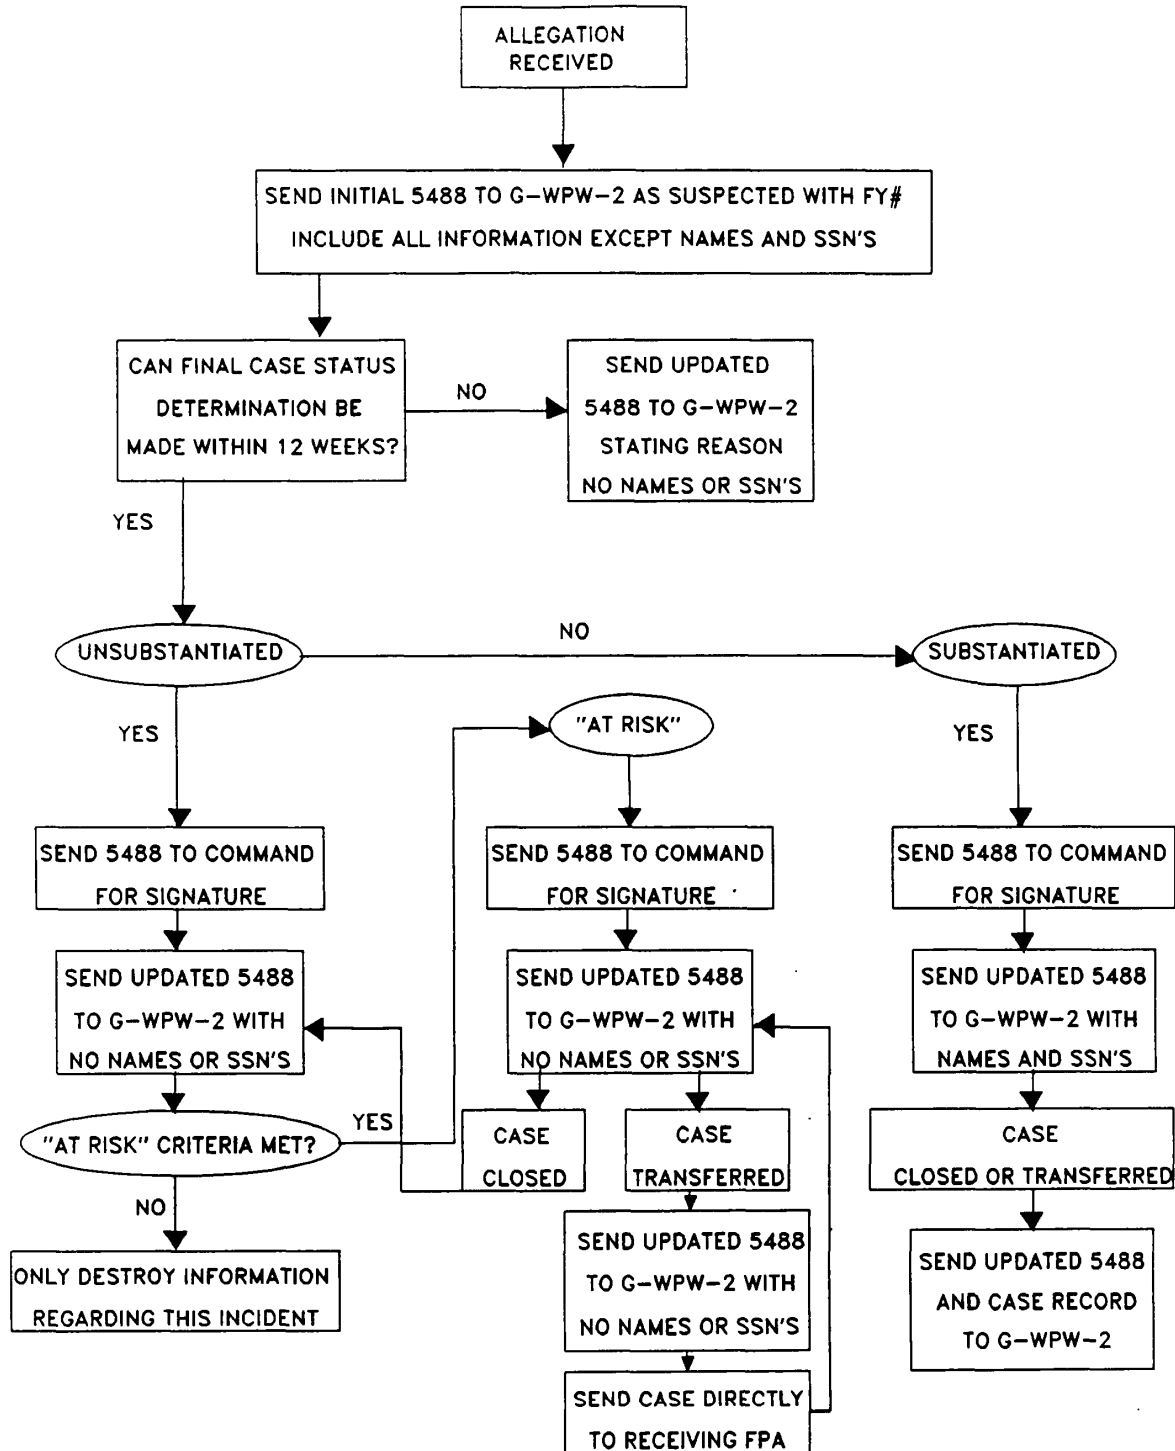 ALLEGATION
RECEIVED
SEND INITIAL 5488 TO G-WPW-2 AS SUSPECTED WITH FY#
INCLUDE ALL INFORMATION EXCEPT NAMES AND SSN'S
CAN FINAL CASE STATUS
DETERMINATION BE
MADE WITHIN 12 WEEKS?
NO
SEND UPDATED
5488 TO G-WPW-2
STATING REASON
NO NAMES OR SSN'S
YES
UNSUBSTANTIATED
NO
SUBSTANTIATED
YES
"AT RISK"
YES
SEND 5488 TO COMMAND
FOR SIGNATURE
SEND 5488 TO COMMAND
FOR SIGNATURE
SEND 5488 TO COMMAND
FOR SIGNATURE
SEND UPDATED 5488
TO G-WPW-2 WITH
NO NAMES OR SSN'S
SEND UPDATED 5488
TO G-WPW-2 WITH
NO NAMES OR SSN'S
SEND UPDATED 5488
TO G-WPW-2 WITH
NAMES AND SSN'S
"AT RISK" CRITERIA MET?
YES
CASE
CLOSED
CASE
TRANSFERRED
CASE
CLOSED OR TRANSFERRED
NO
ONLY DESTROY INFORMATION
REGARDING THIS INCIDENT
SEND UPDATED 5488
TO G-WPW-2 WITH
NO NAMES OR SSN'S
SEND UPDATED 5488
AND CASE RECORD
TO G-WPW-2
SEND CASE DIRECTLY
TO RECEIVING FPA